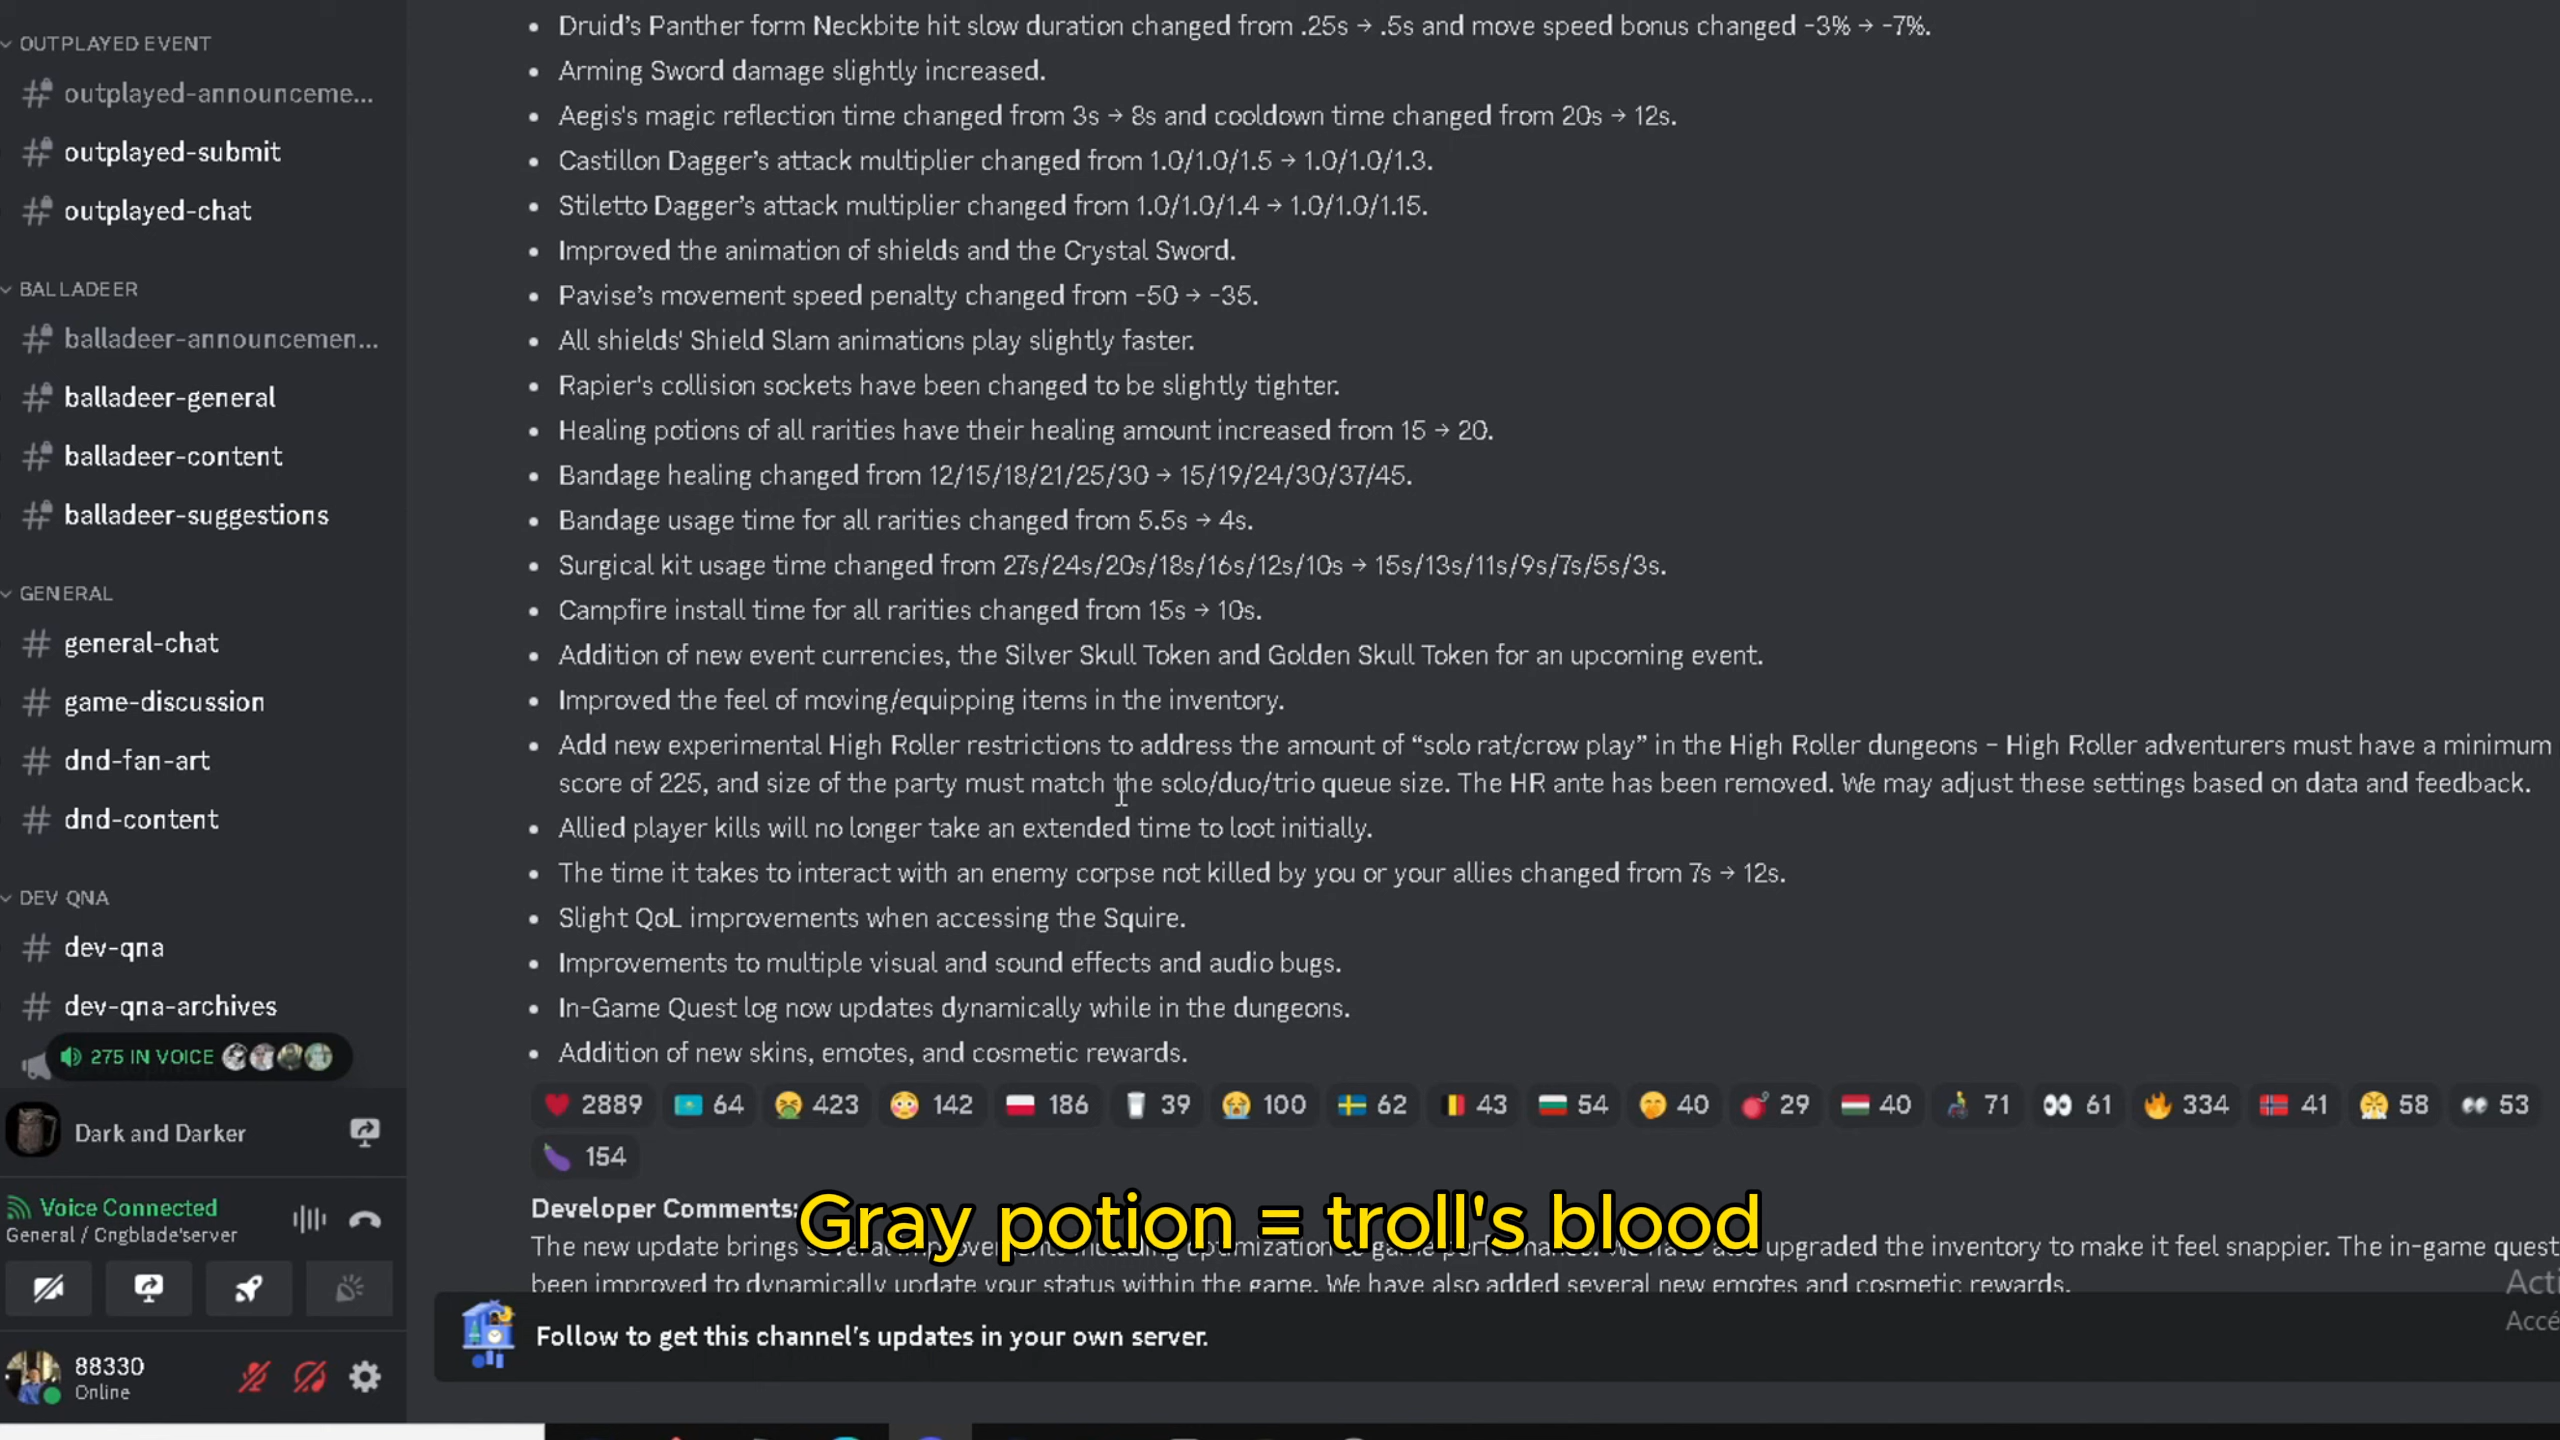 OUTPLAYED EVENT
outplayed-announceme...
outplayed-submit
outplayed-chat
BALLADEER
balladeer-announcemen...
balladeer-general
balladeer-content
balladeer-suggestions
GENERAL
general-chat
game-discussion
dnd-fan-art
dnd-content
DEV QNA
dev-qna
dev-qna-archives
275 IN VOICE
Dark and Darker
Voice Connected
General / Cngblade'server
88330
Online
• Druid's Panther form Neckbite hit slow duration changed from .25s → .5s and move speed bonus changed -3% → -7%.
• Arming Sword damage slightly increased.
• Aegis's magic reflection time changed from 3s → 8s and cooldown time changed from 20s → 12s.
• Castillon Dagger's attack multiplier changed from 1.0/1.0/1.5 → 1.0/1.0/1.3.
• Stiletto Dagger's attack multiplier changed from 1.0/1.0/1.4 → 1.0/1.0/1.15.
• Improved the animation of shields and the Crystal Sword.
• Pavise's movement speed penalty changed from -50 → -35.
• All shields' Shield Slam animations play slightly faster.
• Rapier's collision sockets have been changed to be slightly tighter.
• Healing potions of all rarities have their healing amount increased from 15 → 20.
• Bandage healing changed from 12/15/18/21/25/30 → 15/19/24/30/37/45.
• Bandage usage time for all rarities changed from 5.5s → 4s.
• Surgical kit usage time changed from 27s/24s/20s/18s/16s/12s/10s → 15s/13s/11s/9s/7s/5s/3s.
• Campfire install time for all rarities changed from 15s → 10s.
• Addition of new event currencies, the Silver Skull Token and Golden Skull Token for an upcoming event.
• Improved the feel of moving/equipping items in the inventory.
• Add new experimental High Roller restrictions to address the amount of “solo rat/crow play” in the High Roller dungeons – High Roller adventurers must have a minimum
score of 225, and size of the party must match the solo/duo/trio queue size. The HR ante has been removed. We may adjust these settings based on data and feedback.
• Allied player kills will no longer take an extended time to loot initially.
• The time it takes to interact with an enemy corpse not killed by you or your allies changed from 7s → 12s.
• Slight QoL improvements when accessing the Squire.
• Improvements to multiple visual and sound effects and audio bugs.
• In-Game Quest log now updates dynamically while in the dungeons.
• Addition of new skins, emotes, and cosmetic rewards.
2889 64 423 142 186 39 100 62 43 54 40 29 40 71 61 334 41 58 53
154
Developer Comments:
Gray potion = troll's blood
The new update brings upgraded the inventory to make it feel snappier. The in-game quest
been improved to dynamically update your status within the game. We have also added several new emotes and cosmetic rewards.
Follow to get this channel's updates in your own server.
Acti
Accé